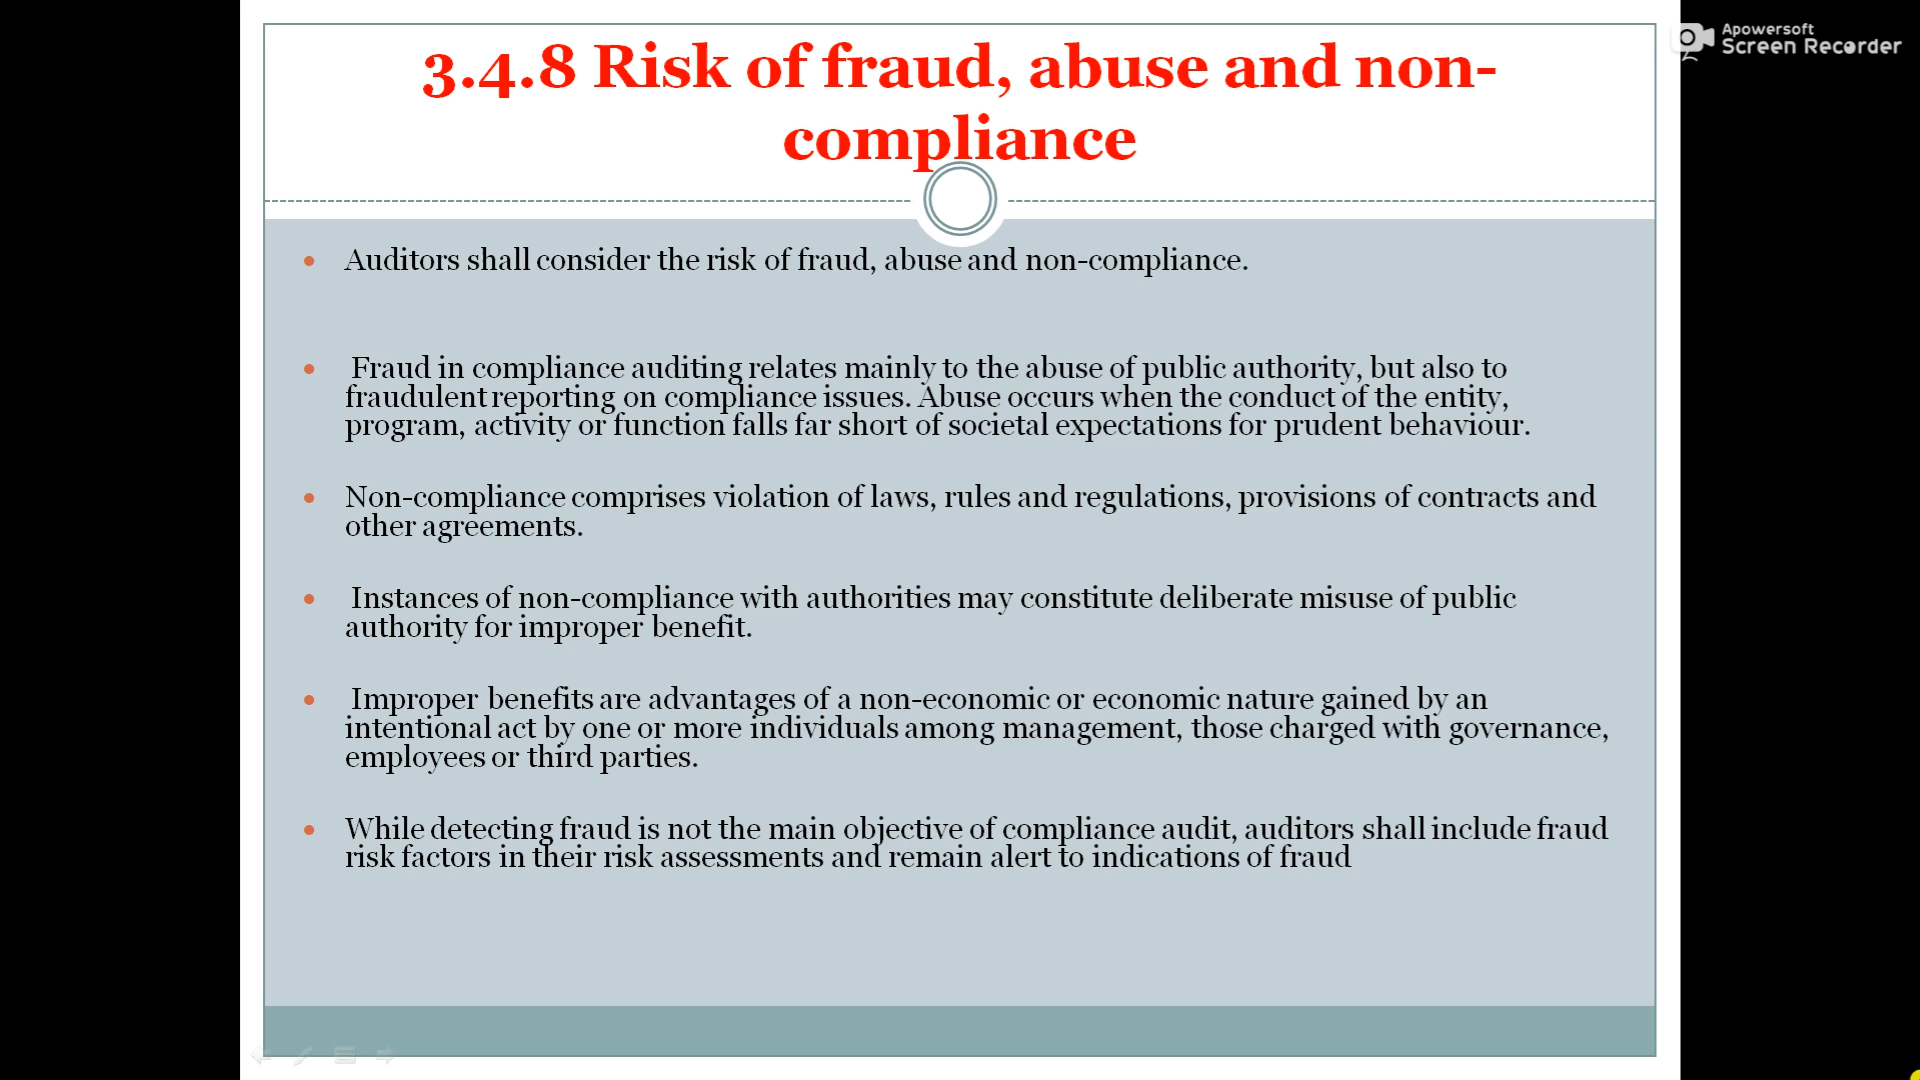 3.4.8 Risk of fraud, abuse and non-
compliance
Apowersoft
Screen Recorder
• Auditors shall consider the risk of fraud, abuse and non-compliance.
• Fraud in compliance auditing relates mainly to the abuse of public authority, but also to
fraudulent reporting on compliance issues. Abuse occurs when the conduct of the entity,
program, activity or function falls far short of societal expectations for prudent behaviour.
• Non-compliance comprises violation of laws, rules and regulations, provisions of contracts and
other agreements.
• Instances of non-compliance with authorities may constitute deliberate misuse of public
authority for improper benefit.
• Improper benefits are advantages of a non-economic or economic nature gained by an
intentional act by one or more individuals among management, those charged with governance,
employees or third parties.
• While detecting fraud is not the main objective of compliance audit, auditors shall include fraud
risk factors in their risk assessments and remain alert to indications of fraud